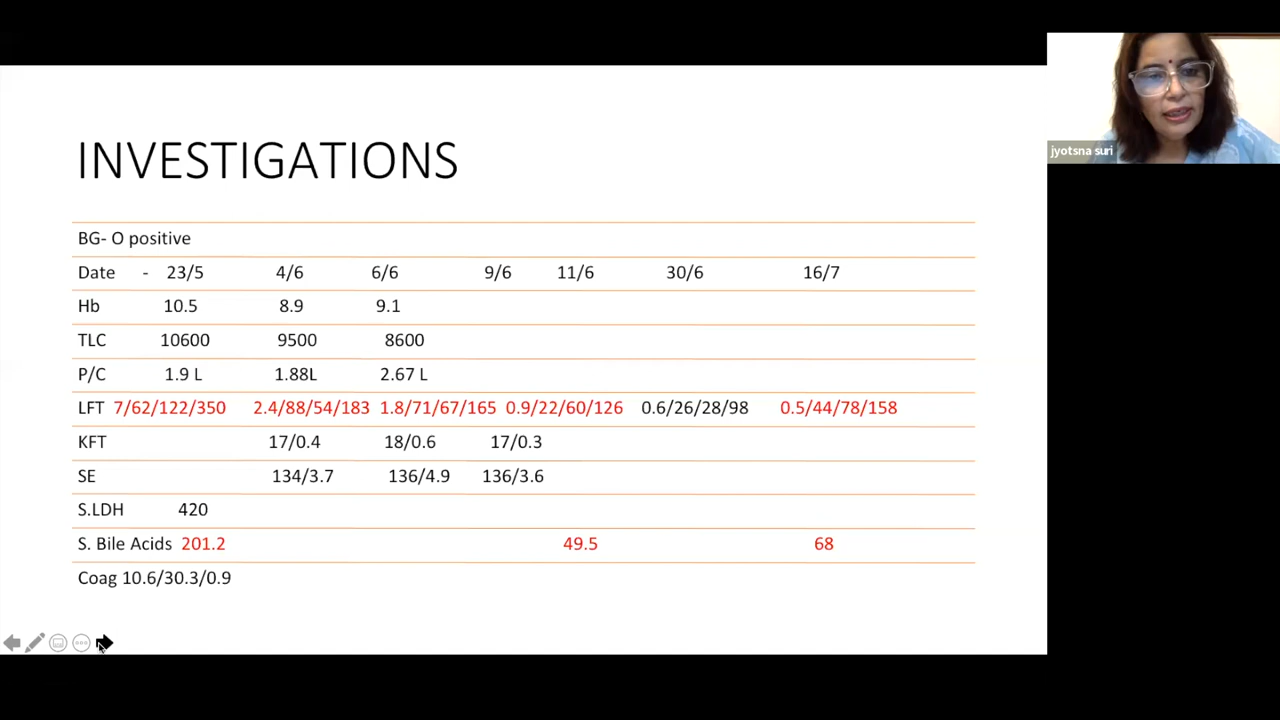 jyotsna suri
INVESTIGATIONS
BG- O positive
Date - 23/5 4/6 6/6 9/6 11/6 30/6 16/7
Hb 10.5 8.9 9.1
TLC 10600 9500 8600
P/C 1.9 L 1.88L 2.67 L
LFT 7/62/122/350 2.4/88/54/183 1.8/71/67/165 0.9/22/60/126 0.6/26/28/98 0.5/44/78/158
KFT 17/0.4 18/0.6 17/0.3
SE 134/3.7 136/4.9 136/3.6
S.LDH 420
S. Bile Acids 201.2 49.5 68
Coag 10.6/30.3/0.9